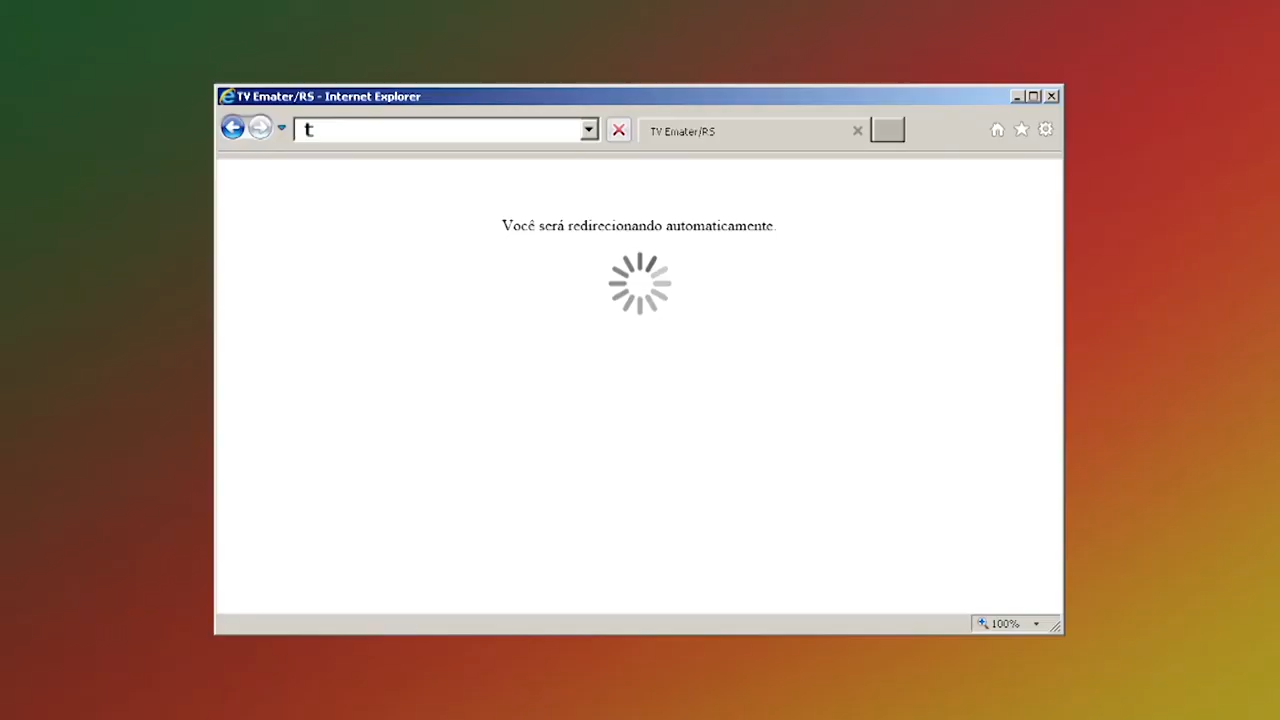 TV Emater/RS - Internet Explorer
t
TV Emater/RS
Você será redirecionando automaticamente.
100%